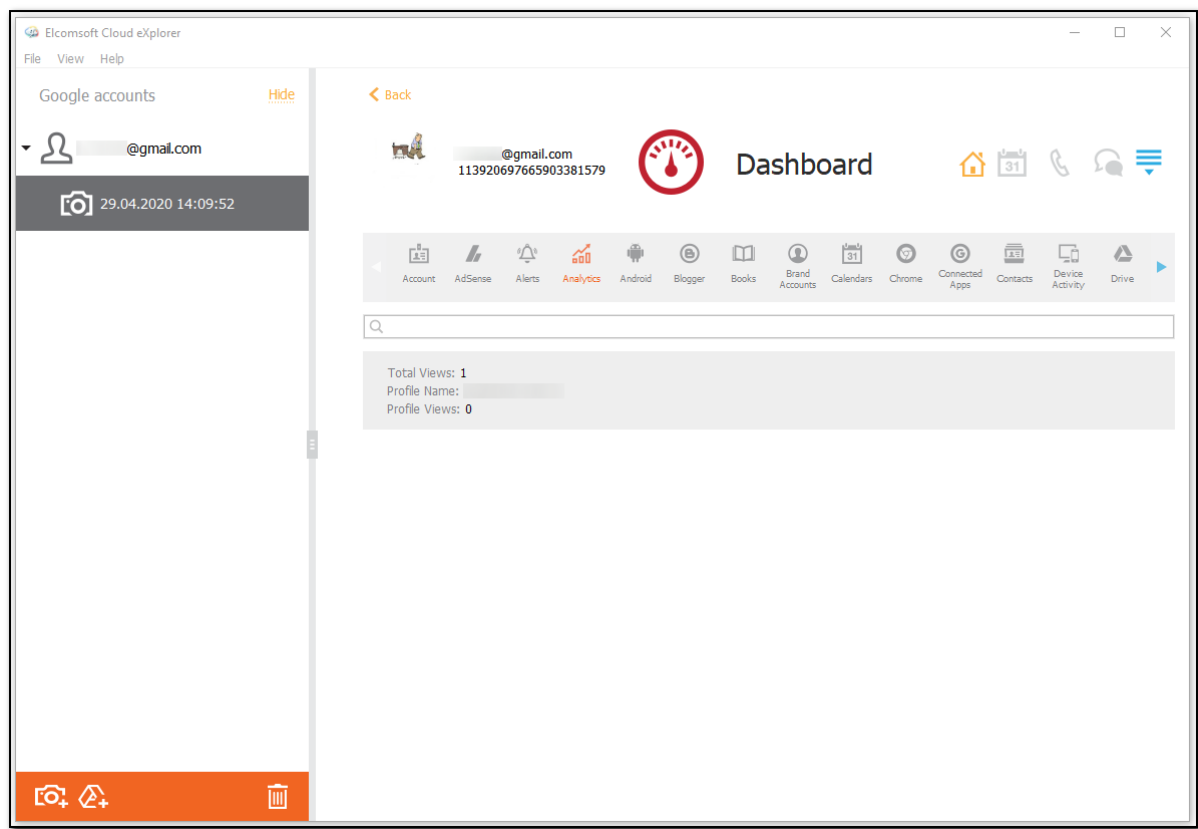 Elcomsoft Cloud eXplorer
File View Help
Google accounts Hide
@gmail.com
29.04.2020 14:09:52
Back
@gmail.com
113920697665903381579
Dashboard
31
Account AdSense Alerts Analytics Android Blogger Books Brand Accounts Calendars Chrome Connected Apps Contacts Device Activity Drive
31
Total Views: 1
Profile Name:
Profile Views: 0